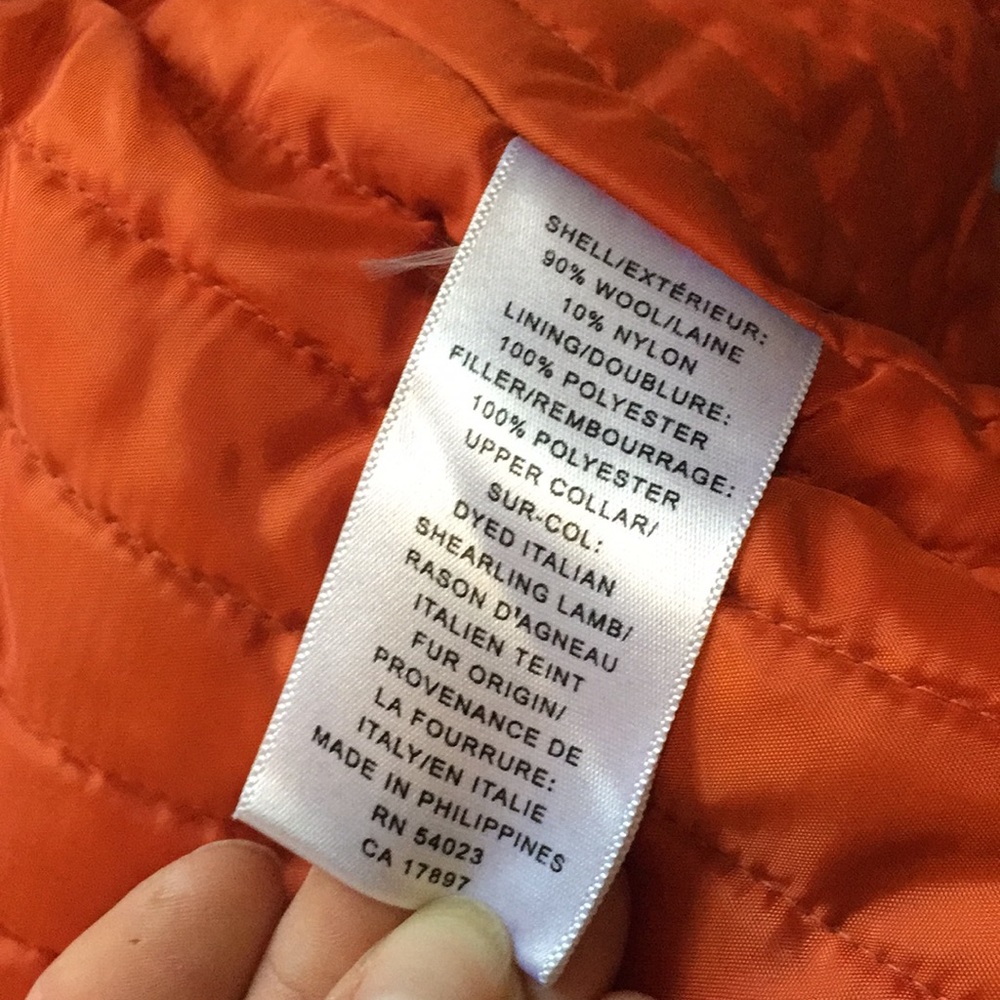 SHELL/EXTÉRIEUR:
90% WOOL/LAINE
10% NYLON
LINING/DOUBLURE:
100% POLYESTER
FILLER/REMBOURRAGE:
100% POLYESTER
UPPER COLLAR/
SUR-COL:
DYED ITALIAN
SHEARLING LAMB/
RASON D'AGNEAU
ITALIEN TEINT
FUR ORIGIN/
PROVENANCE DE
LA FOURRURE:
ITALY/EN ITALIE
MADE IN PHILIPPINES
RN 54023
CA 17897